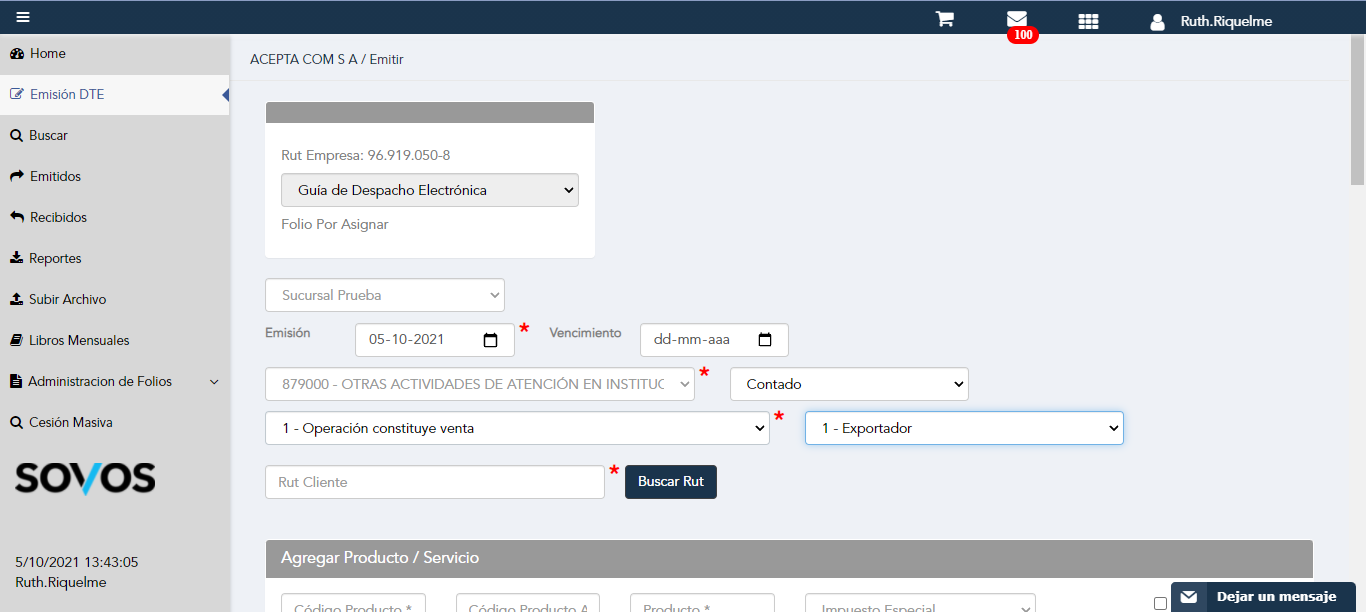 Ruth.Riquelme
100
Home
Emisión DTE
Buscar
Emitidos
Recibidos
Reportes
Subir Archivo
Libros Mensuales
Administracion de Folios
Cesión Masiva
SOVOS
5/10/2021 13:43:05
Ruth.Riquelme
ACEPTA COM S A / Emitir
Rut Empresa: 96.919.050-8
Guía de Despacho Electrónica
Folio Por Asignar
Sucursal Prueba
Emisión 05-10-2021 * Vencimiento dd-mm-aaa
879000 - OTRAS ACTIVIDADES DE ATENCIÓN EN INSTITUC * Contado
1 - Operación constituye venta * 1 - Exportador
Rut Cliente * Buscar Rut
Agregar Producto / Servicio
Código Producto * Código Producto A Producto * Impuesto Especial
Dejar un mensaje